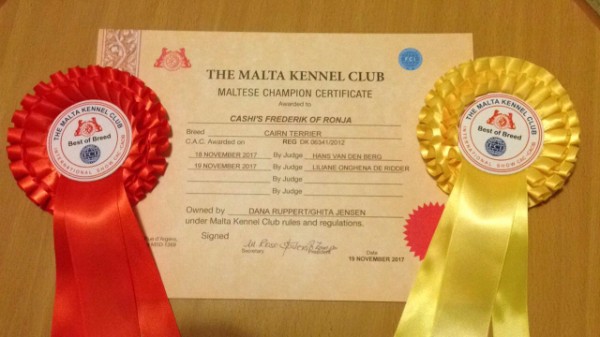 THE MALTA KENNEL CLUB
MALTESE CHAMPION CERTIFICATE
Awarded to
CASHI'S FREDERIK OF RONJA
Breed CAIRN TERRIER
C.A.C. Awarded on REG DK 06341/2012
18 NOVEMBER 2017 By Judge HANS VAN DEN BERG
19 NOVEMBER 2017 By Judge LILIANE ONGHENA DE RIDDER
By Judge
By Judge
Owned by DANA RUPPERT/GHITA JENSEN
under Malta Kennel Club rules and regulations.
Signed
Secretary President Date
19 NOVEMBER 2017
THE MALTA KENNEL CLUB
Best of Breed
INTERNATIONAL SHOW
THE MALTA KENNEL CLUB
Best of Breed
INTERNATIONAL SHOW